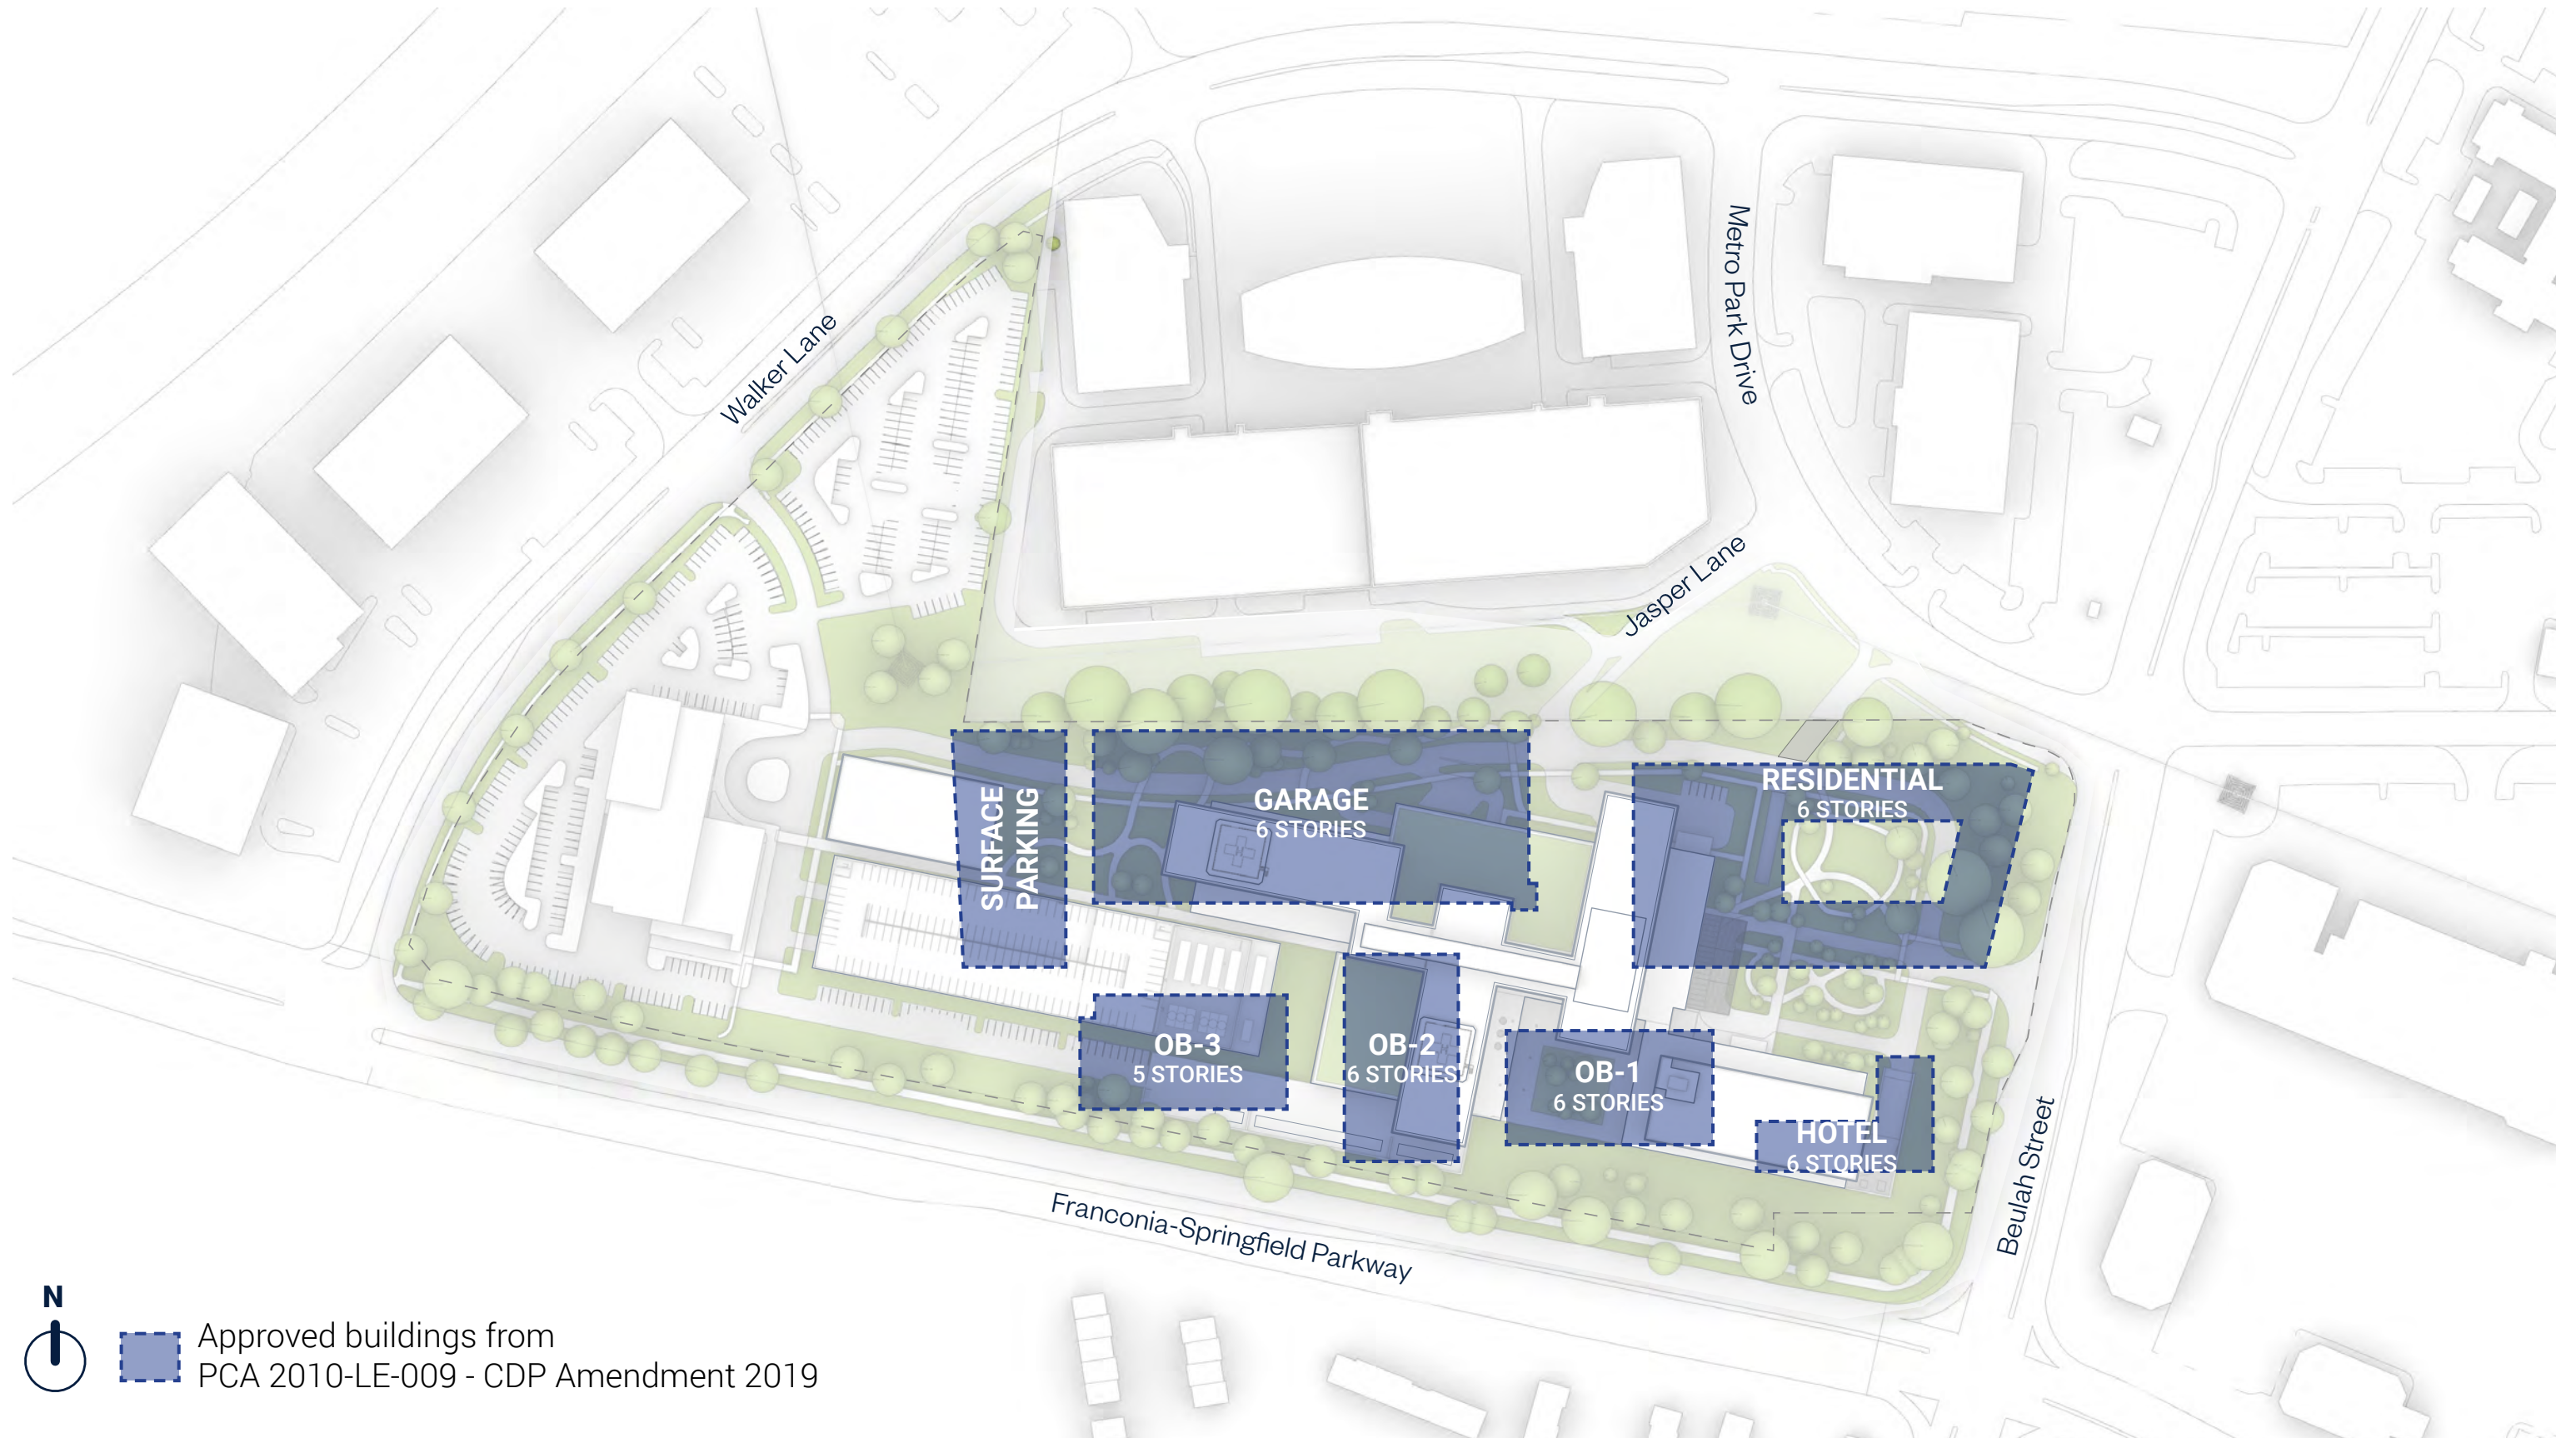 Metro Park Drive
Walker Lane
Jasper Lane
SURFACE
PARKING
GARAGE
6 STORIES
RESIDENTIAL
6 STORIES
OB-3
5 STORIES
OB-2
6 STORIES
OB-1
6 STORIES
HOTEL
6 STORIES
Beulah Street
Franconia-Springfield Parkway
N
Approved buildings from
PCA 2010-LE-009 - CDP Amendment 2019